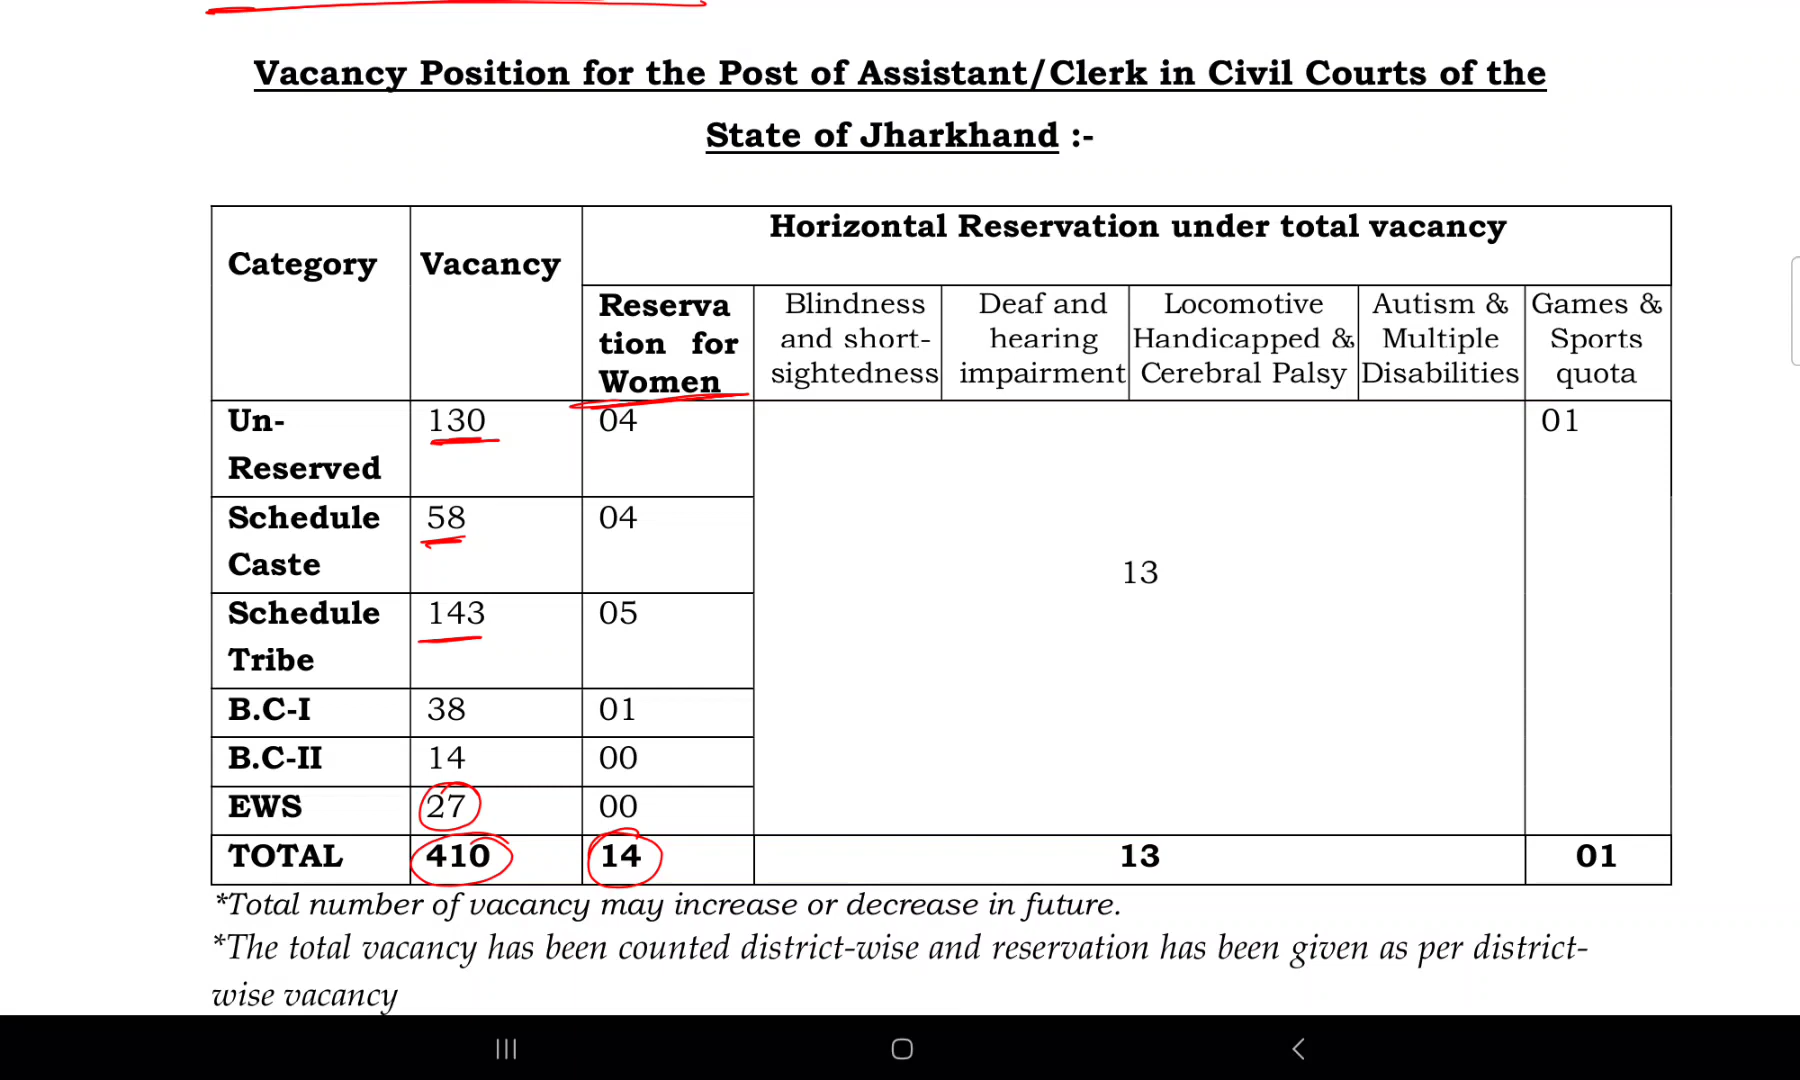 Vacancy Position for the Post of Assistant/Clerk in Civil Courts of the
State of Jharkhand :-
Category
Vacancy
Horizontal Reservation under total vacancy
Reserva
tion for
Women
Blindness
and short-
sightedness
Deaf and
hearing
impairment
Locomotive
Handicapped &
Cerebral Palsy
Autism &
Multiple
Disabilities
Games &
Sports
quota
Un-
Reserved
130
04
13
01
Schedule
Caste
58
04
Schedule
Tribe
143
05
B.C-I
38
01
B.C-II
14
00
EWS
27
00
TOTAL
410
14
13
01
*Total number of vacancy may increase or decrease in future.
*The total vacancy has been counted district-wise and reservation has been given as per district-
wise vacancy